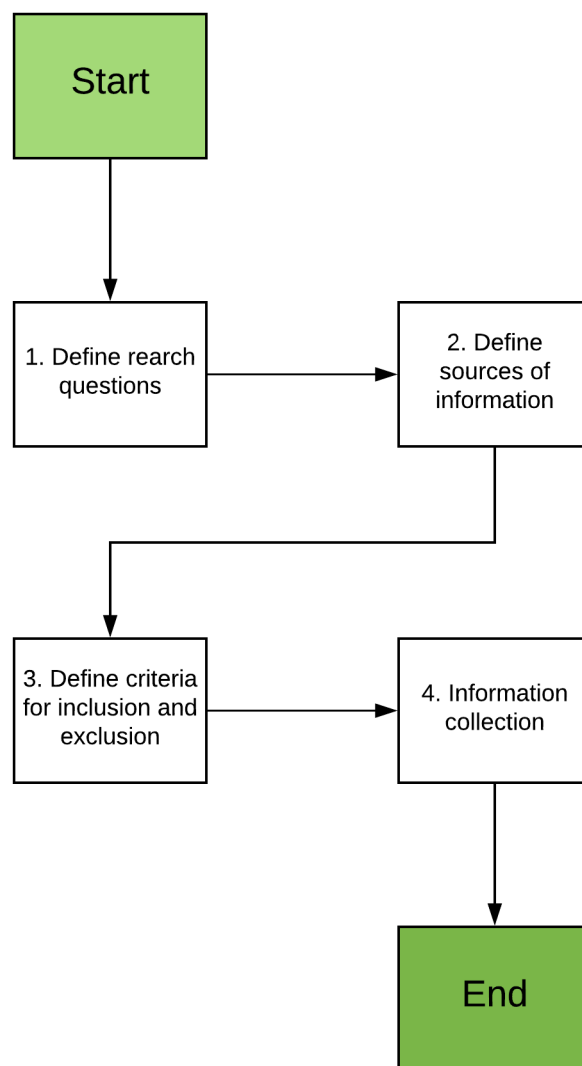 Start
1. Define rearch
questions
2. Define
sources of
information
3. Define criteria
for inclusion and
exclusion
4. Information
collection
End